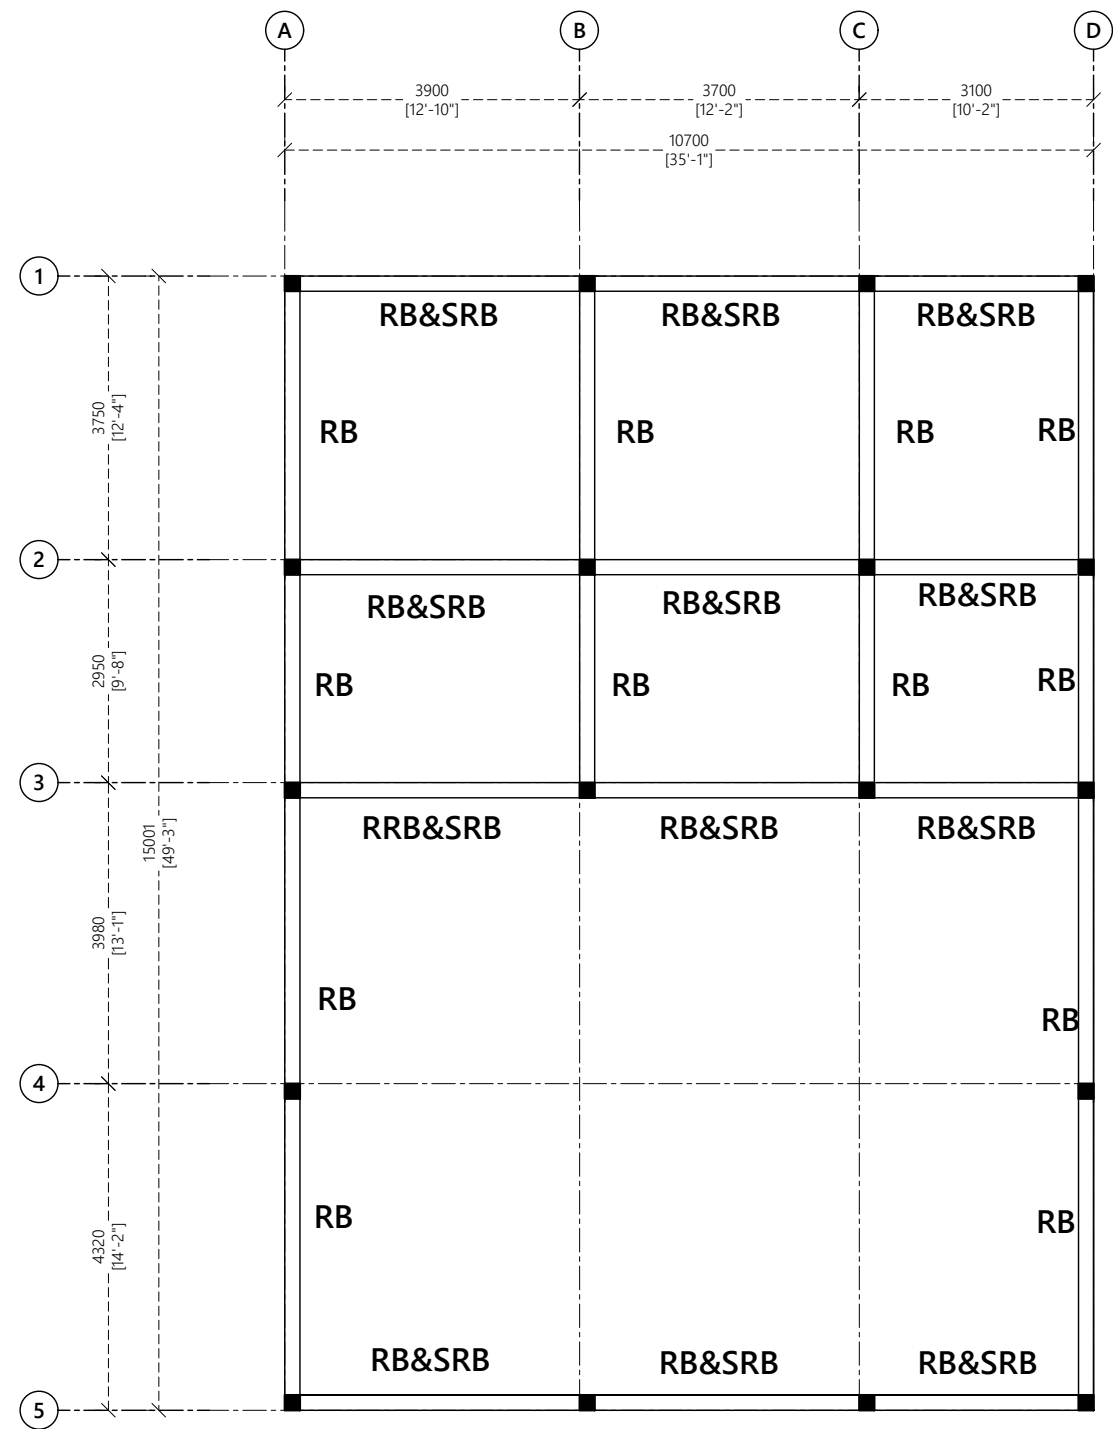 A B C D
3900 3700 3100
[12'-10"] [12'-2"] [10'-2"]
10700
[35'-1"]
1
RB&SRB RB&SRB RB&SRB
3750
[12'-4"]
RB RB RB RB
2
RB&SRB RB&SRB RB&SRB
2950
[9'-8"]
RB RB RB RB
3
15001
[49'-3"]
RRB&SRB RB&SRB RB&SRB
3980
[13'-1"]
RB RB
4
4320
[14'-2"]
RB RB
RB&SRB RB&SRB RB&SRB
5